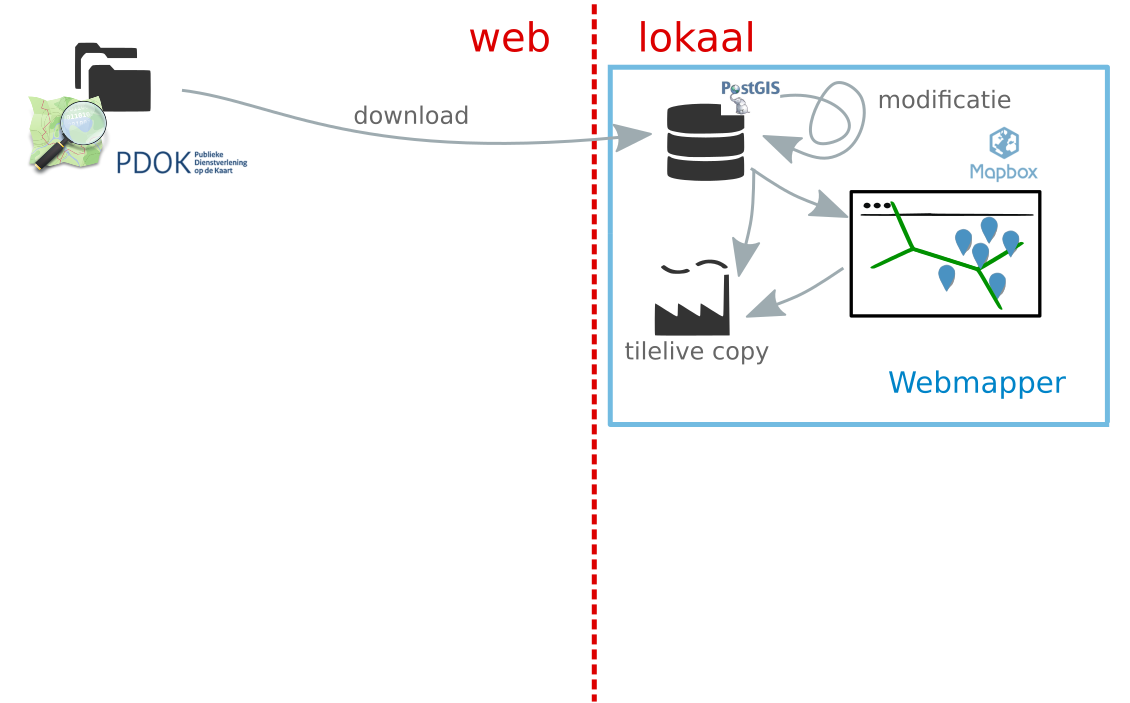 web
lokaal
PostGIS
modificatie
download
Mapbox
PDOK
Publieke
Dienstverlening
op de Kaart
tilelive copy
Webmapper